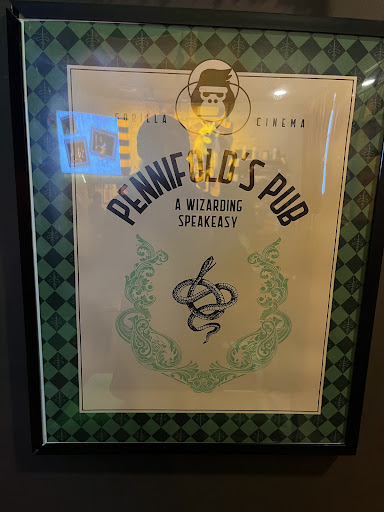 GORILLA CINEMA
PENNIFOLD'S PUB
A WIZARDING
SPEAKEASY